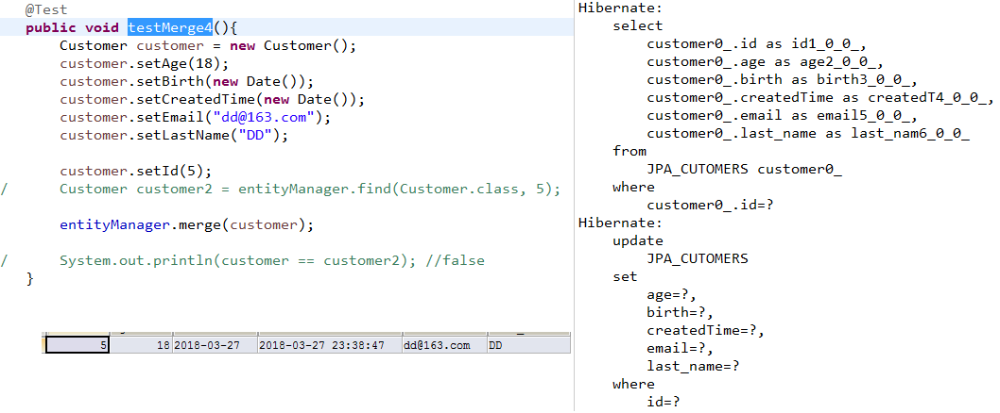 @Test
public void testMerge4(){
Customer customer = new Customer();
customer.setAge(18);
customer.setBirth(new Date());
customer.setCreatedTime(new Date());
customer.setEmail("dd@163.com");
customer.setLastName("DD");
customer.setId(5);
/ Customer customer2 = entityManager.find(Customer.class, 5);
entityManager.merge(customer);
/ System.out.println(customer == customer2); //false
}
5 18 2018-03-27 2018-03-27 23:38:47 dd@163.com DD
Hibernate:
select
customer0_.id as id1_0_0_,
customer0_.age as age2_0_0_,
customer0_.birth as birth3_0_0_,
customer0_.createdTime as createdT4_0_0_,
customer0_.email as email5_0_0_,
customer0_.last_name as last_nam6_0_0_
from
JPA_CUTOMERS customer0_
where
customer0_.id=?
Hibernate:
update
JPA_CUTOMERS
set
age=?,
birth=?,
createdTime=?,
email=?,
last_name=?
where
id=?